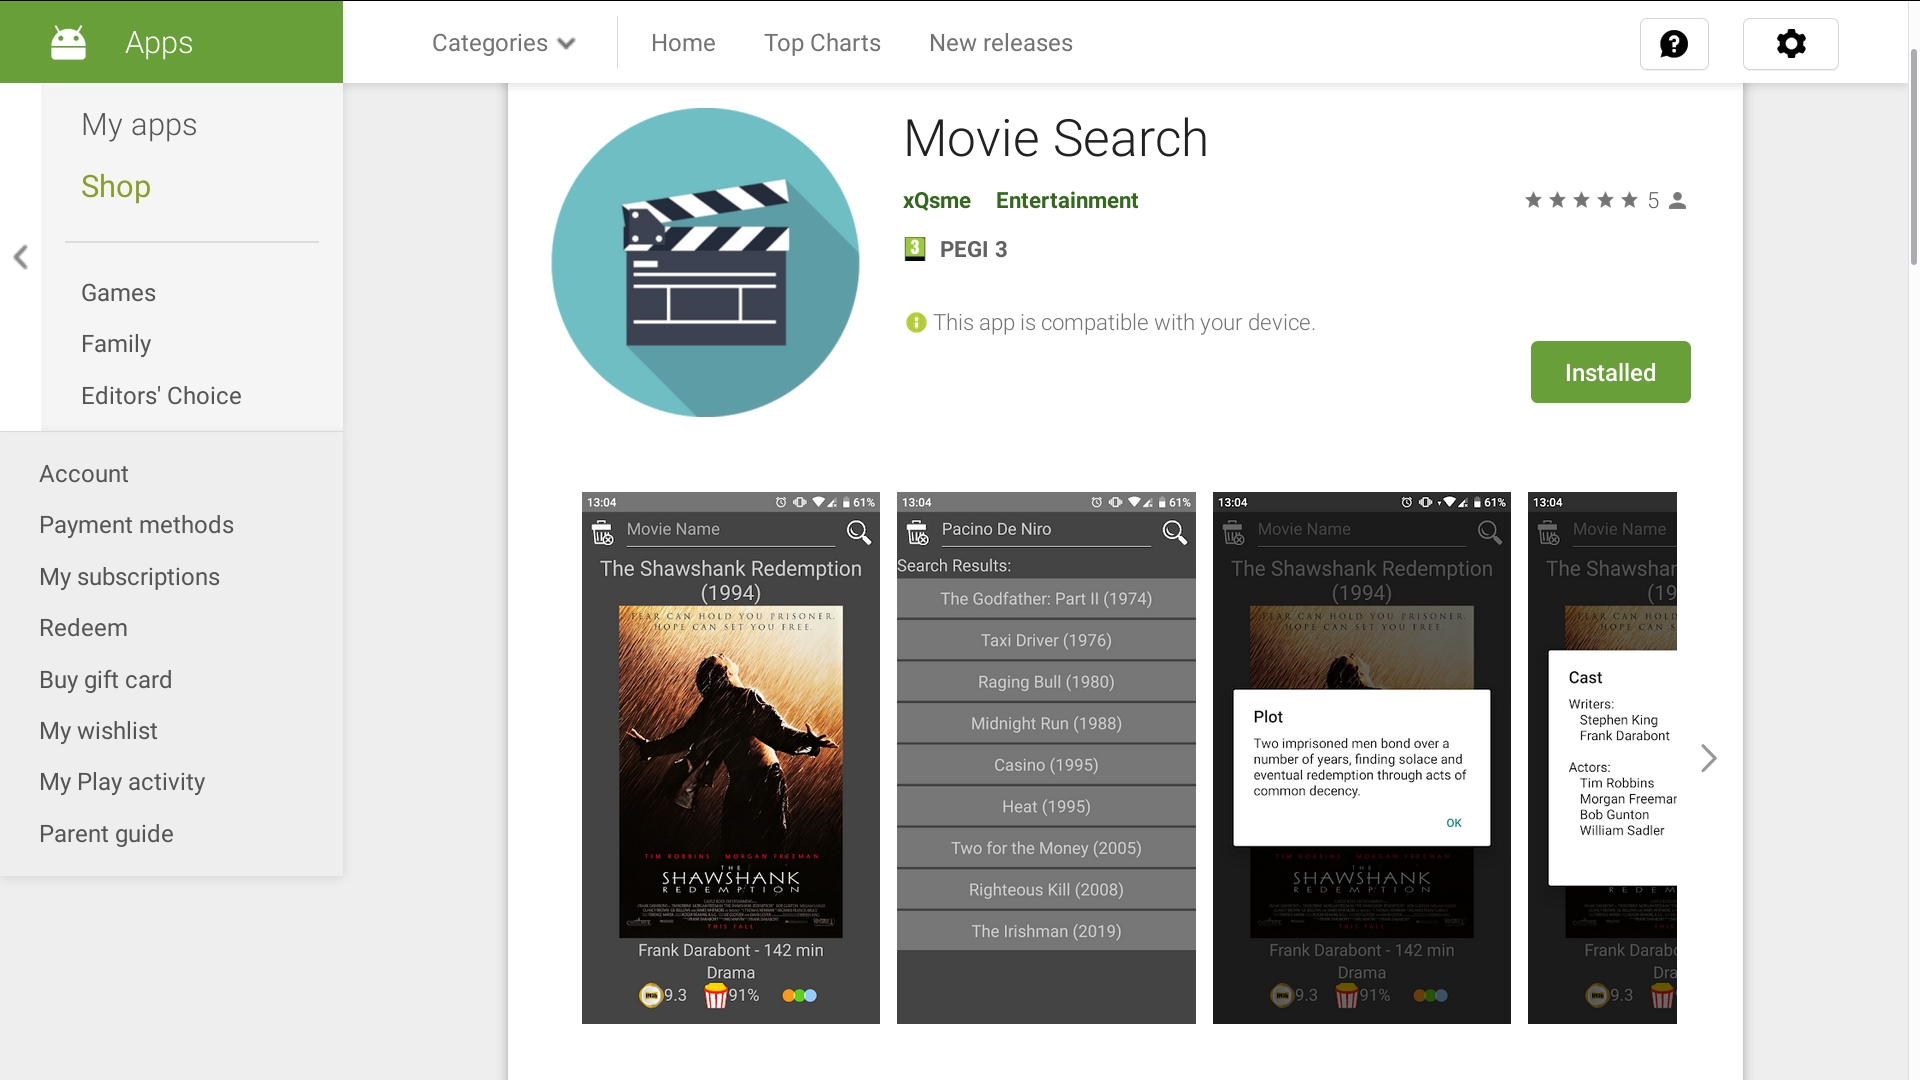 Apps
Categories
Home
Top Charts
New releases
My apps
Shop
Games
Family
Editors' Choice
Account
Payment methods
My subscriptions
Redeem
Buy gift card
My wishlist
My Play activity
Parent guide
Movie Search
xQsme Entertainment
5
3 PEGI 3
This app is compatible with your device.
Installed
13:04 61%
Movie Name
The Shawshank Redemption
(1994)
FEAR CAN HOLD YOU PRISONER.
HOPE CAN SET YOU FREE.
TIM ROBBINS MORGAN FREEMAN
THE
SHAWSHANK
REDEMPTION
THIS FALL
Frank Darabont - 142 min
Drama
9.3 91%
13:04 61%
Pacino De Niro
Search Results:
The Godfather: Part II (1974)
Taxi Driver (1976)
Raging Bull (1980)
Midnight Run (1988)
Casino (1995)
Heat (1995)
Two for the Money (2005)
Righteous Kill (2008)
The Irishman (2019)
13:04 61%
Movie Name
The Shawshank Redemption
(1994)
FEAR CAN HOLD YOU PRISONER.
HOPE CAN SET YOU FREE.
Plot
Two imprisoned men bond over a
number of years, finding solace and
eventual redemption through acts of
common decency.
OK
TIM ROBBINS MORGAN FREEMAN
THE
SHAWSHANK
REDEMPTION
THIS FALL
Frank Darabont - 142 min
Drama
9.3 91%
13:04
Movie Name
The Shawshan
(19
FEAR CAN HOLD
HOPE CAN
Cast
Writers:
Stephen King
Frank Darabont
Actors:
Tim Robbins
Morgan Freeman
Bob Gunton
William Sadler
REDEM
Frank Darabo
Dra
9.3